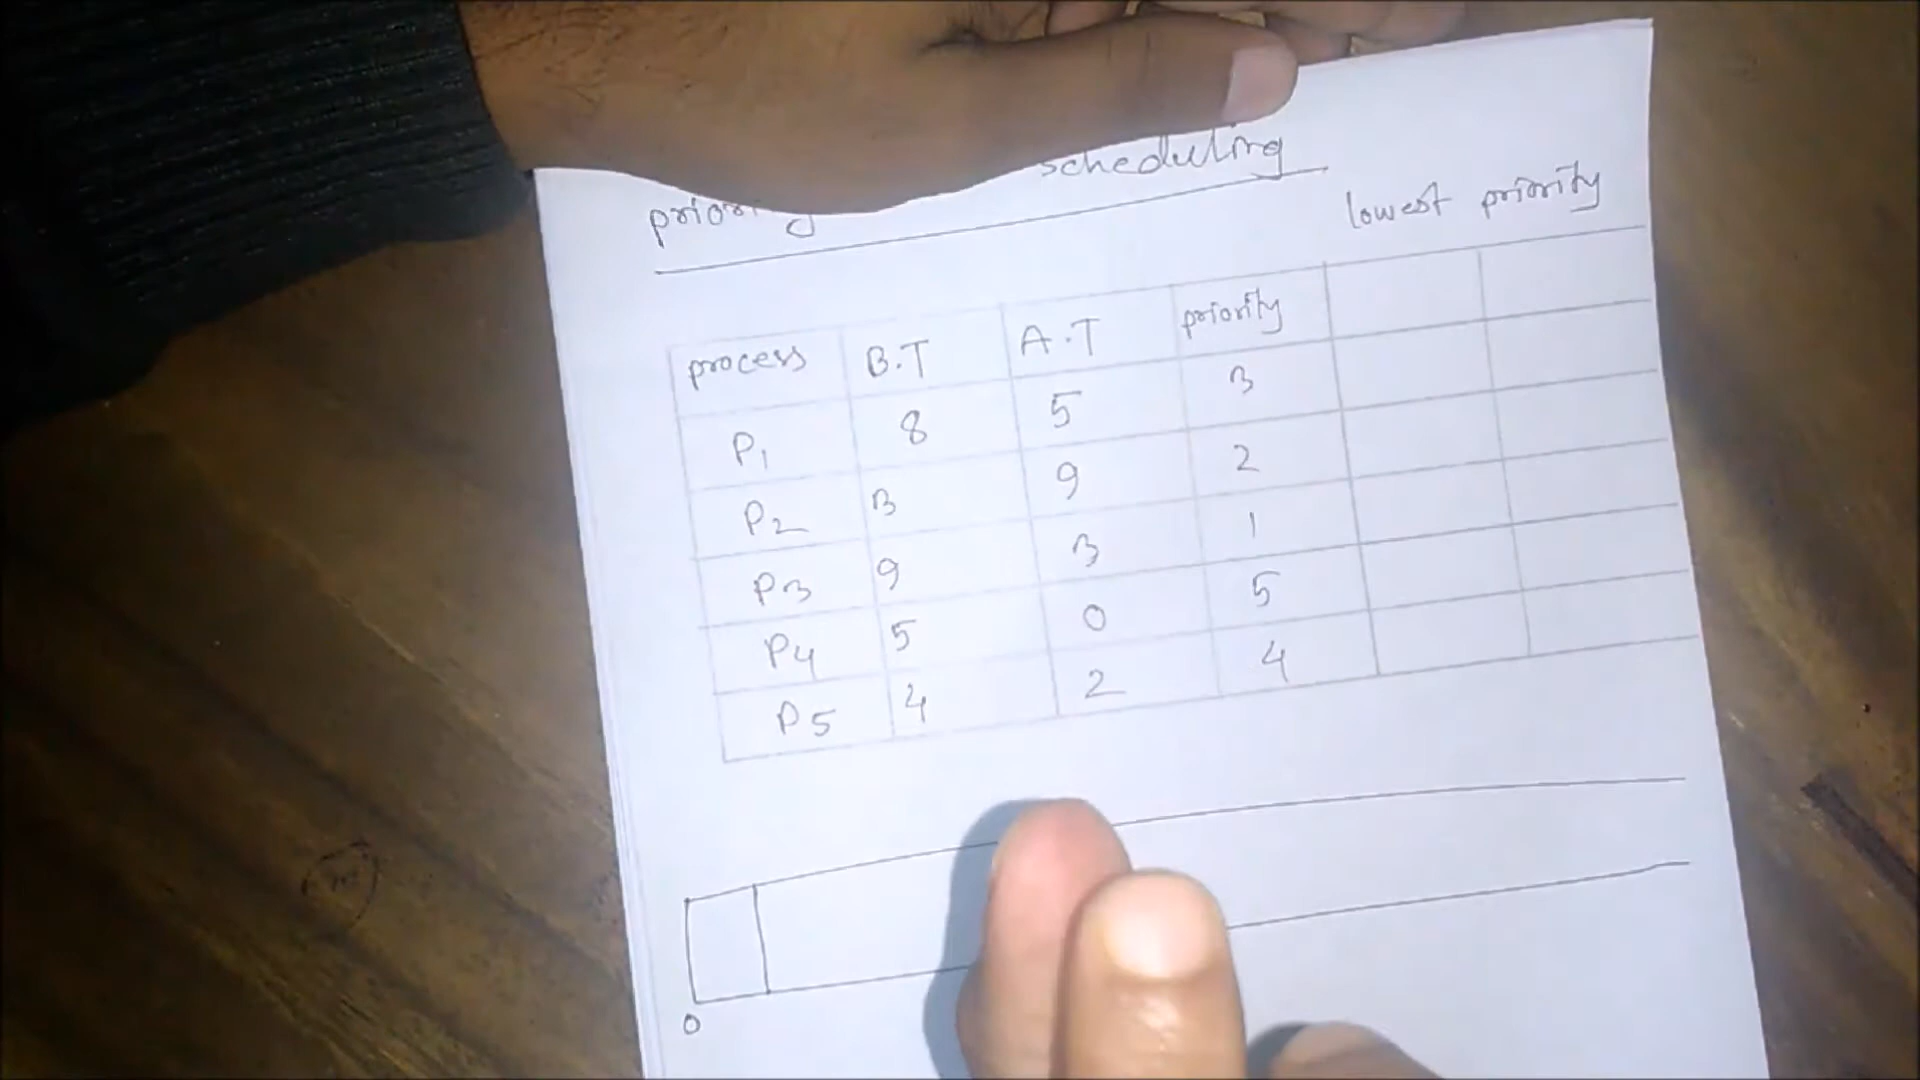 scheduling
lowest priority
process B.T A.T priority
P1 8 5 3
P2 3 9 2
P3 9 3 1
P4 5 0 5
P5 4 2 4
0